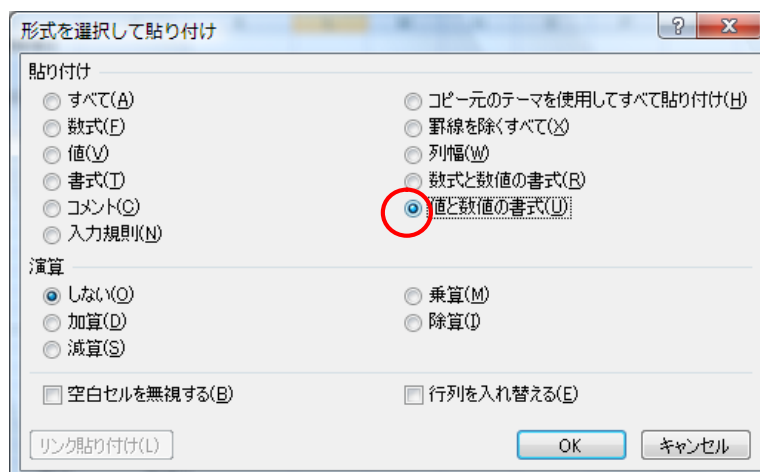 形式を選択して貼り付け
貼り付け
すべて(A)
数式(F)
値(V)
書式(T)
コメント(C)
入力規則(N)
コピー元のテーマを使用してすべて貼り付け(H)
罫線を除くすべて(X)
列幅(W)
数式と数値の書式(R)
値と数値の書式(U)
演算
しない(O)
加算(D)
減算(S)
乗算(M)
除算(I)
空白セルを無視する(B)
行列を入れ替える(E)
リンク貼り付け(L)
OK
キャンセル